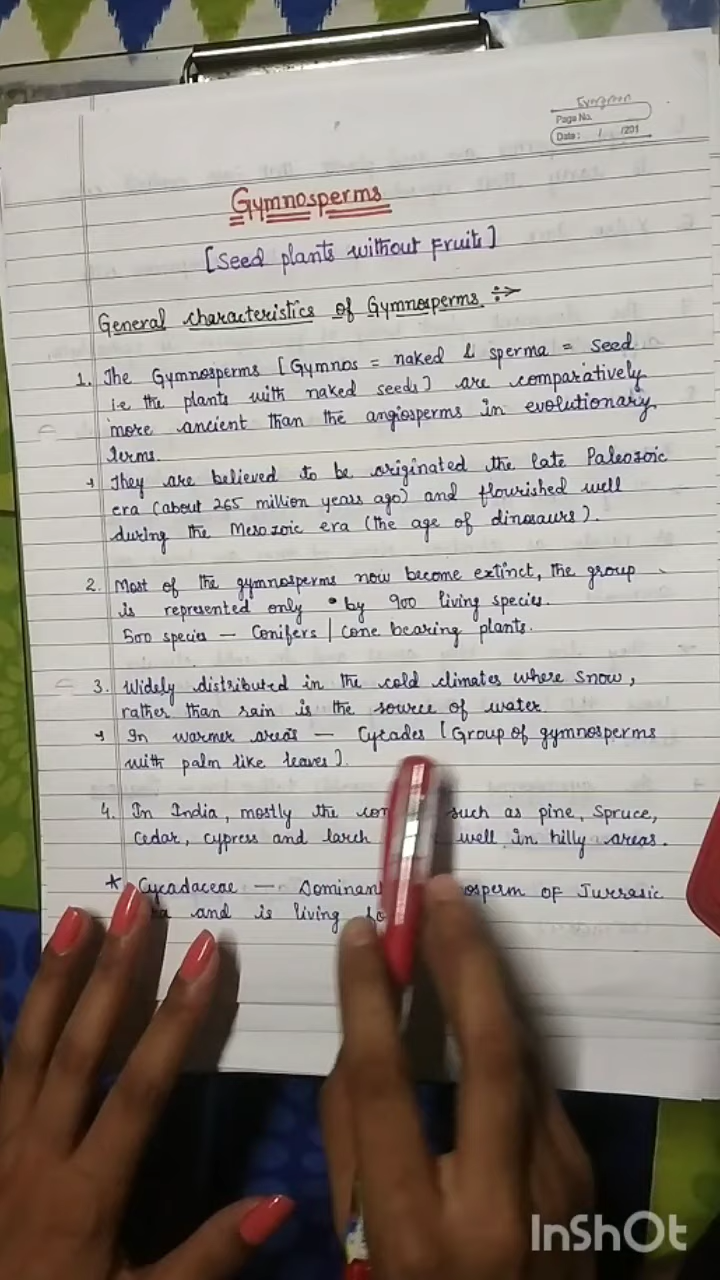 Evergreen
Page No.
Date : / /201
Gymnosperms
[Seed plants without Fruits]
General characteristics of Gymnosperms :->
1. The Gymnosperms [Gymnos = naked & sperma = seed
i.e the plants with naked seeds] are comparatively
more ancient than the angiosperms in evolutionary
terms.
→ They are believed to be originated the late Paleozoic
era (about 265 million years ago) and flourished well
during the Mesozoic era (the age of dinosaurs).
2. Most of the gymnosperms now become extinct, the group
is represented only by 900 living species.
500 species – Conifers / cone bearing plants.
3. Widely distributed in the cold climates where snow,
rather than rain is the source of water
→ In warmer areas – Cycades [Group of gymnosperms
with palm like leaves].
4. In India, mostly the such as pine, Spruce,
Cedar, cypress and larch well in hilly areas.
* Cycadaceae – Dominant of Jurrasic
and is living
InShOt